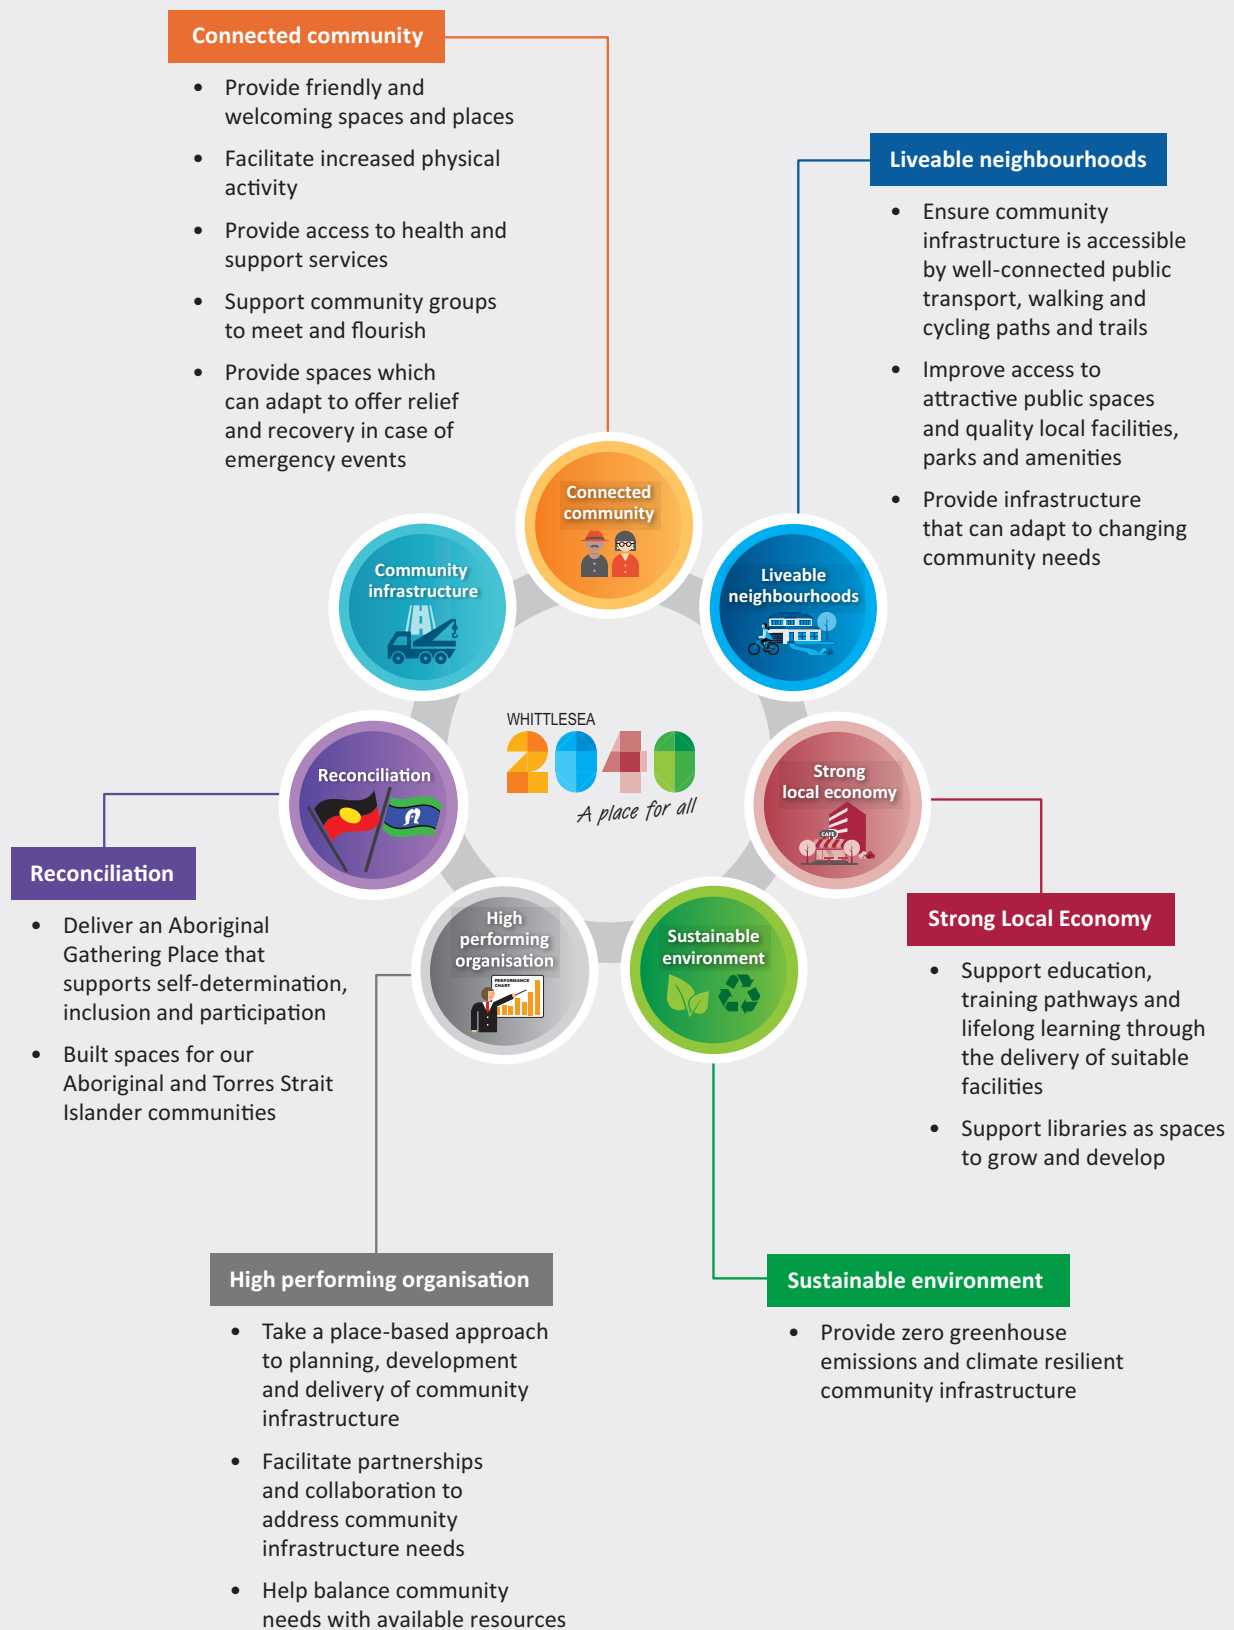 Connected community
• Provide friendly and
welcoming spaces and places
• Facilitate increased physical
activity
• Provide access to health and
support services
• Support community groups
to meet and flourish
• Provide spaces which
can adapt to offer relief
and recovery in case of
emergency events
Liveable neighbourhoods
• Ensure community
infrastructure is accessible
by well-connected public
transport, walking and
cycling paths and trails
• Improve access to
attractive public spaces
and quality local facilities,
parks and amenities
• Provide infrastructure
that can adapt to changing
community needs
Connected
community
Community
infrastructure
Liveable
neighbourhoods
WHITTLESEA
2040
A place for all
Reconciliation
Strong
local economy
CAFE
High
performing
organisation
PERFORMANCE
CHART
Sustainable
environment
Reconciliation
• Deliver an Aboriginal
Gathering Place that
supports self-determination,
inclusion and participation
• Built spaces for our
Aboriginal and Torres Strait
Islander communities
Strong Local Economy
• Support education,
training pathways and
lifelong learning through
the delivery of suitable
facilities
• Support libraries as spaces
to grow and develop
High performing organisation
• Take a place-based approach
to planning, development
and delivery of community
infrastructure
• Facilitate partnerships
and collaboration to
address community
infrastructure needs
• Help balance community
needs with available resources
Sustainable environment
• Provide zero greenhouse
emissions and climate resilient
community infrastructure